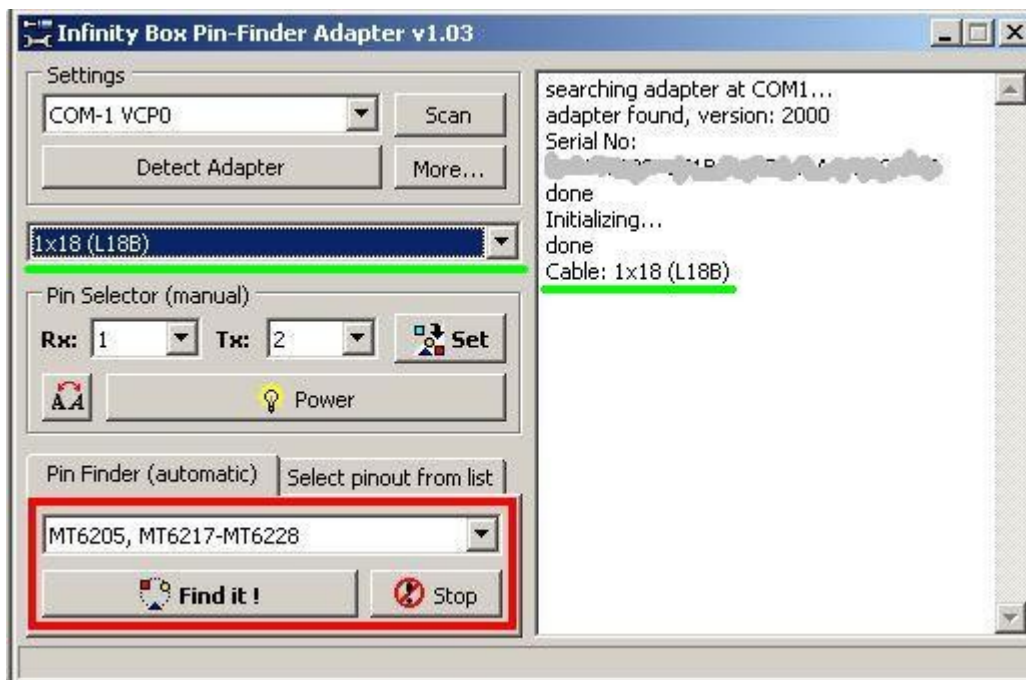 Infinity Box Pin-Finder Adapter v1.03
Settings
COM-1 VCP0
Scan
Detect Adapter
More...
1x18 (L18B)
Pin Selector (manual)
Rx: 1 Tx: 2 Set
A A
Power
Pin Finder (automatic)
Select pinout from list
MT6205, MT6217-MT6228
Find it !
Stop
searching adapter at COM1...
adapter found, version: 2000
Serial No:
done
Initializing...
done
Cable: 1x18 (L18B)